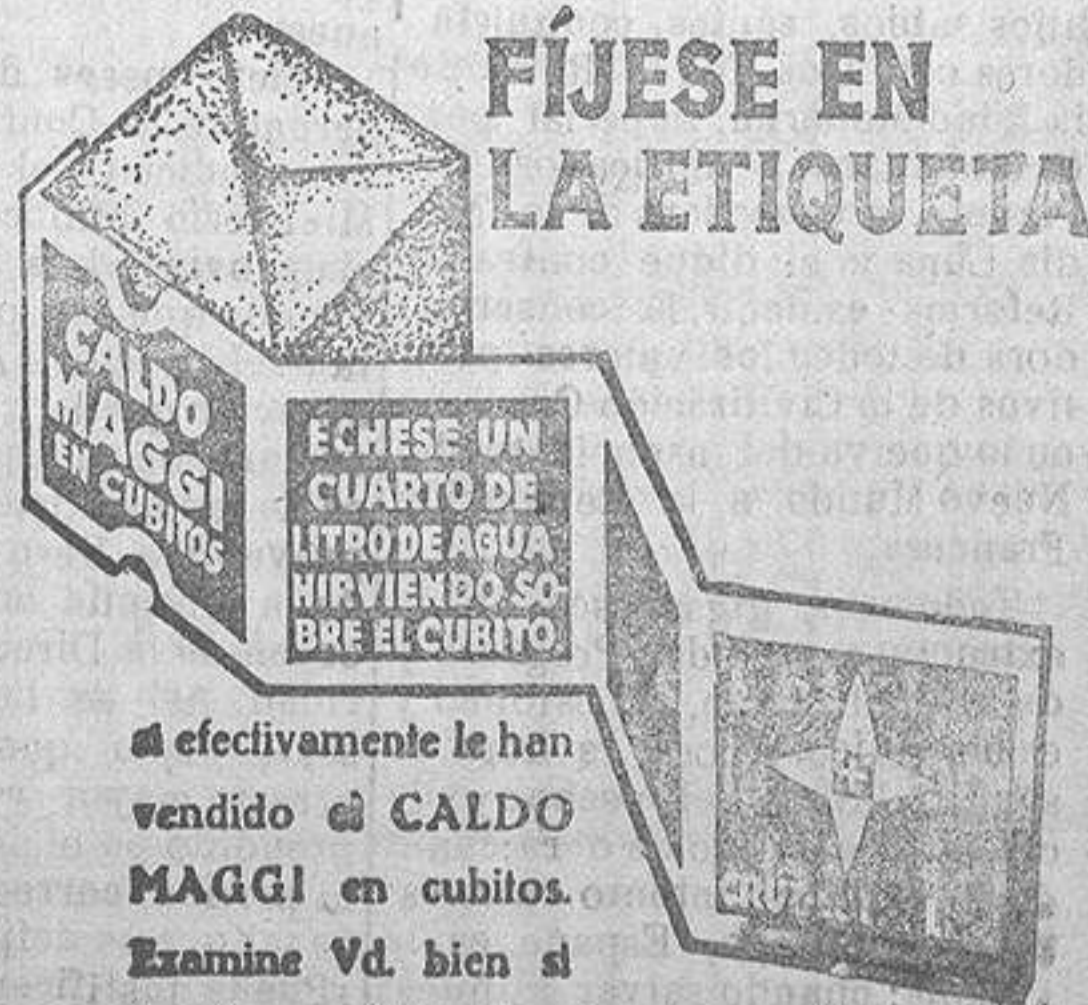 FÍJESE EN
LA ETIQUETA
CALDO
MAGGI
EN CUBITOS
ECHESE UN
CUARTO DE
LITRO DE AGUA
HIRVIENDO SO-
BRE EL CUBITO.
si efectivamente le han
vendido el CALDO
MAGGI en cubitos.
Examine Vd. bien si